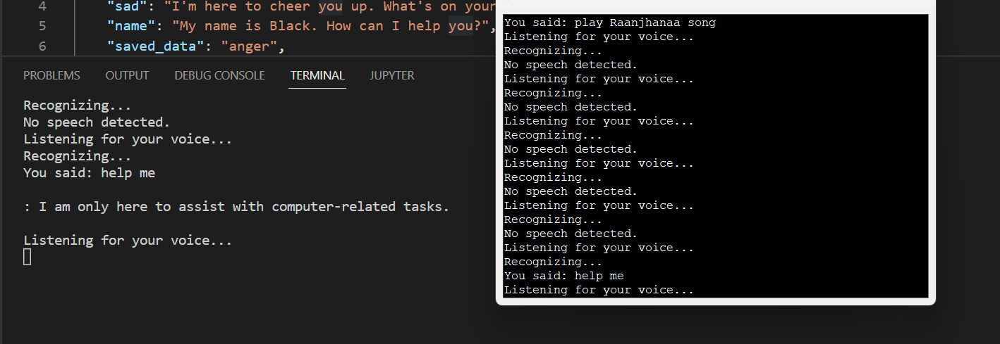 4 "sad": "I'm here to cheer you up. What's on your
5 "name": "My name is Black. How can I help you?",
6 "saved_data": "anger",
PROBLEMS OUTPUT DEBUG CONSOLE TERMINAL JUPYTER
Recognizing...
No speech detected.
Listening for your voice...
Recognizing...
You said: help me
: I am only here to assist with computer-related tasks.
Listening for your voice...
You said: play Raanjhanaa song
Listening for your voice...
Recognizing...
No speech detected.
Listening for your voice...
Recognizing...
No speech detected.
Listening for your voice...
Recognizing...
No speech detected.
Listening for your voice...
Recognizing...
No speech detected.
Listening for your voice...
Recognizing...
No speech detected.
Listening for your voice...
Recognizing...
You said: help me
Listening for your voice...